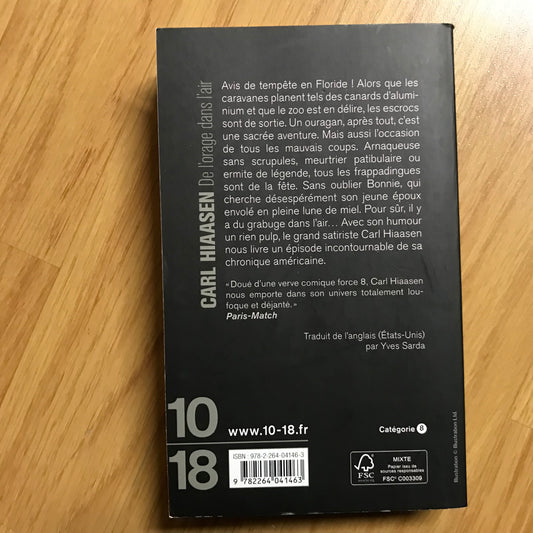 CARL HIAASEN De l'orage dans l'air
Avis de tempête en Floride ! Alors que les
caravanes planent tels des canards d'alumi-
nium et que le zoo est en délire, les escrocs
sont de sortie. Un ouragan, après tout, c'est
une sacrée aventure. Mais aussi l'occasion
de tous les mauvais coups. Arnaqueuse
sans scrupules, meurtrier patibulaire ou
ermite de légende, tous les frappadingues
sont de la fête. Sans oublier Bonnie, qui
cherche désespérément son jeune époux
envolé en pleine lune de miel. Pour sûr, il y
a du grabuge dans l'air... Avec son humour
un rien pulp, le grand satiriste Carl Hiaasen
nous livre un épisode incontournable de sa
chronique américaine.
« Doué d'une verve comique force 8, Carl Hiaasen
nous emporte dans son univers totalement lou-
foque et déjanté. »
Paris-Match
Traduit de l'anglais (États-Unis)
par Yves Sarda
10
18
www.10-18.fr
Catégorie 8
ISBN : 978-2-264-04146-3
9 782264 041463
FSC
www.fsc.org
MIXTE
Papier issu de
sources responsables
FSC® C003309
Illustration © Illustration Ltd.